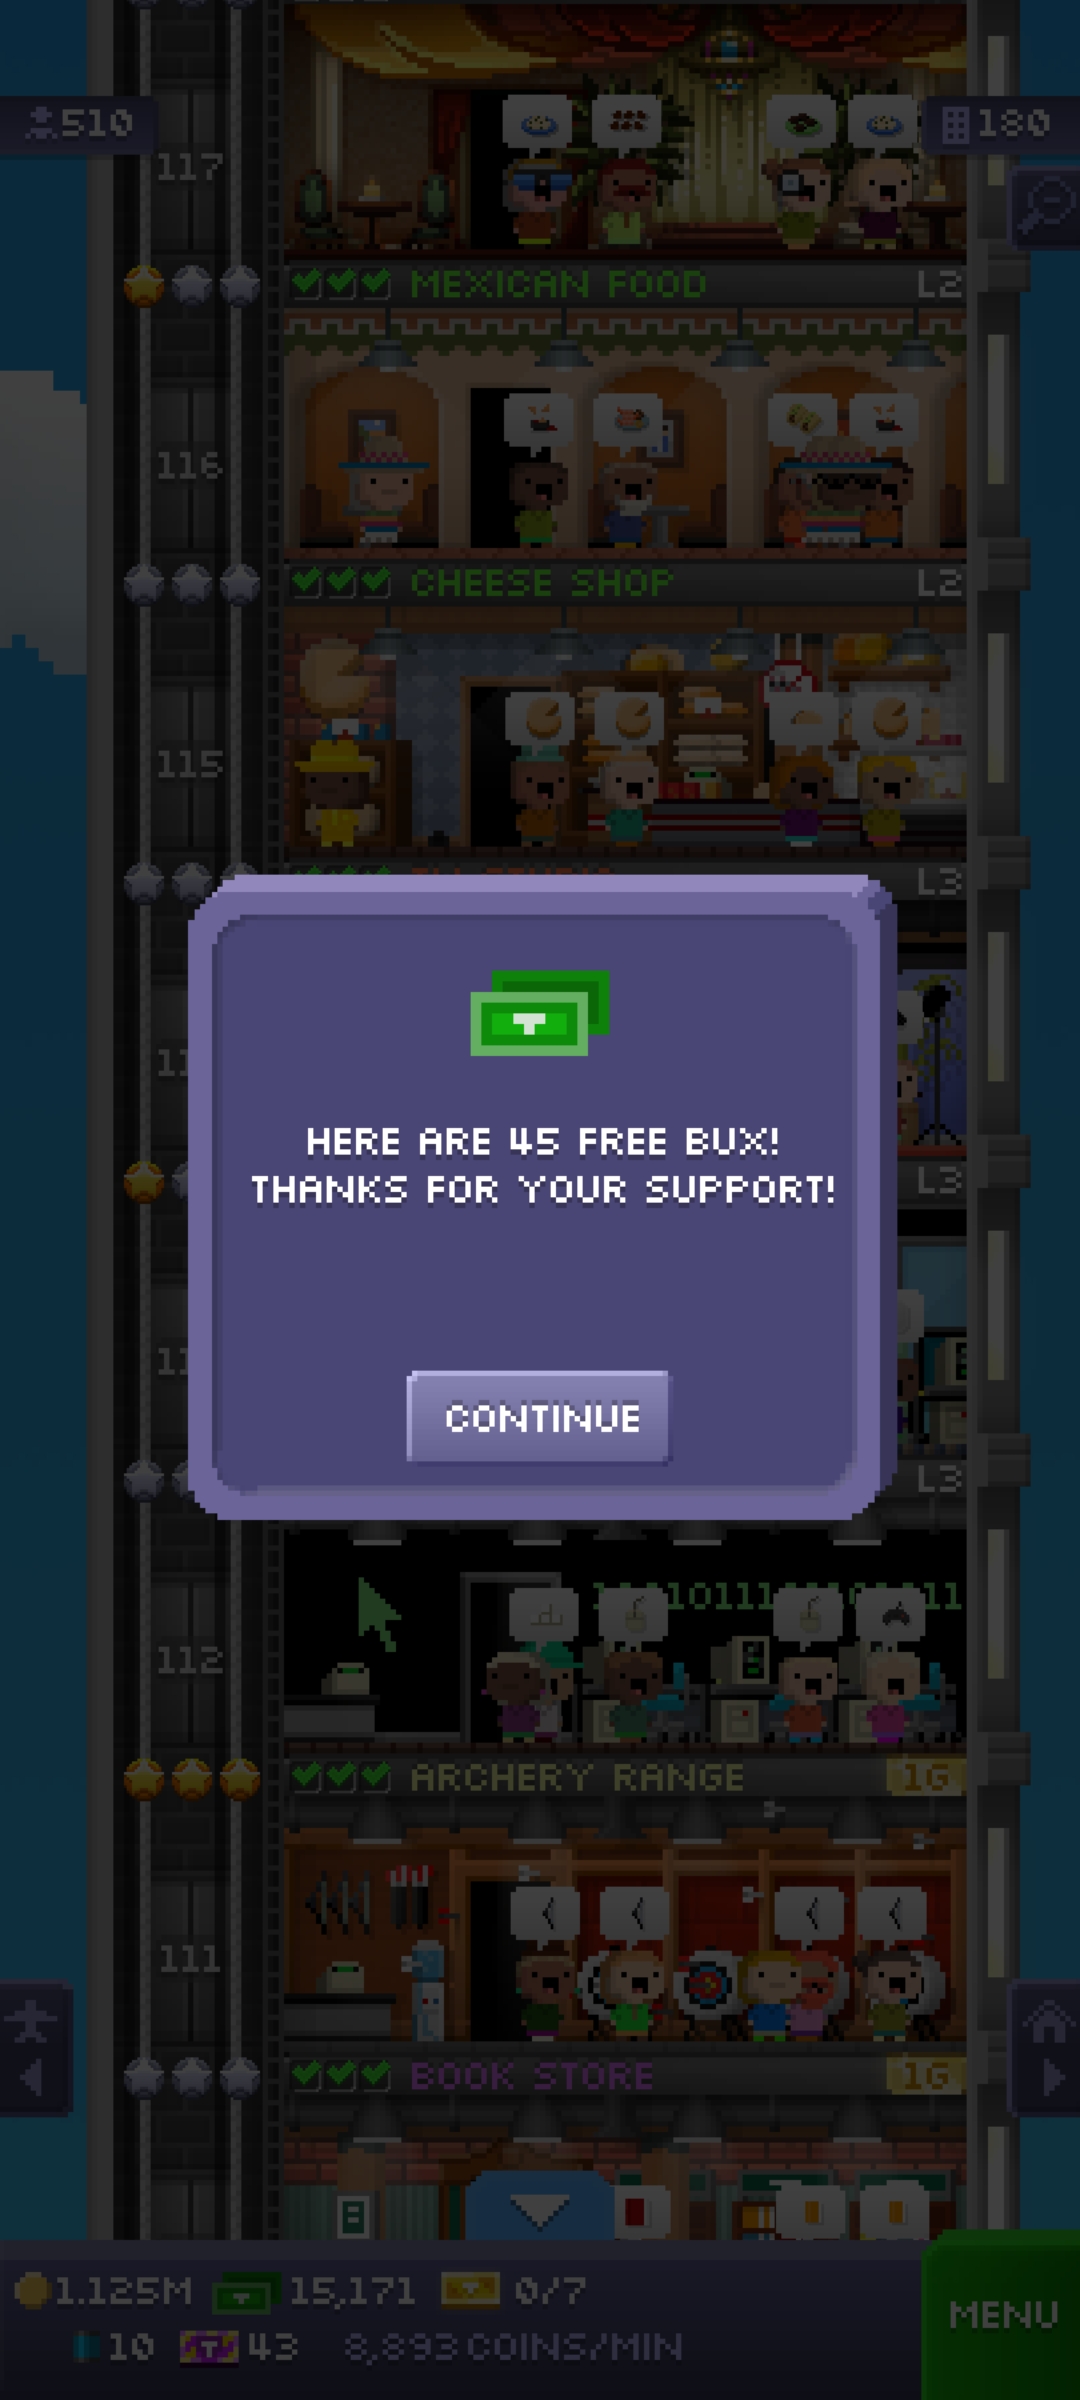 510
180
117
MEXICAN FOOD
L2
116
CHEESE SHOP
L2
115
L3
HERE ARE 45 FREE BUX!
THANKS FOR YOUR SUPPORT!
L3
CONTINUE
L3
112
ARCHERY RANGE
1G
111
BOOK STORE
1G
1.125M
15,171
0/7
MENU
10
43
8,893 COINS/MIN